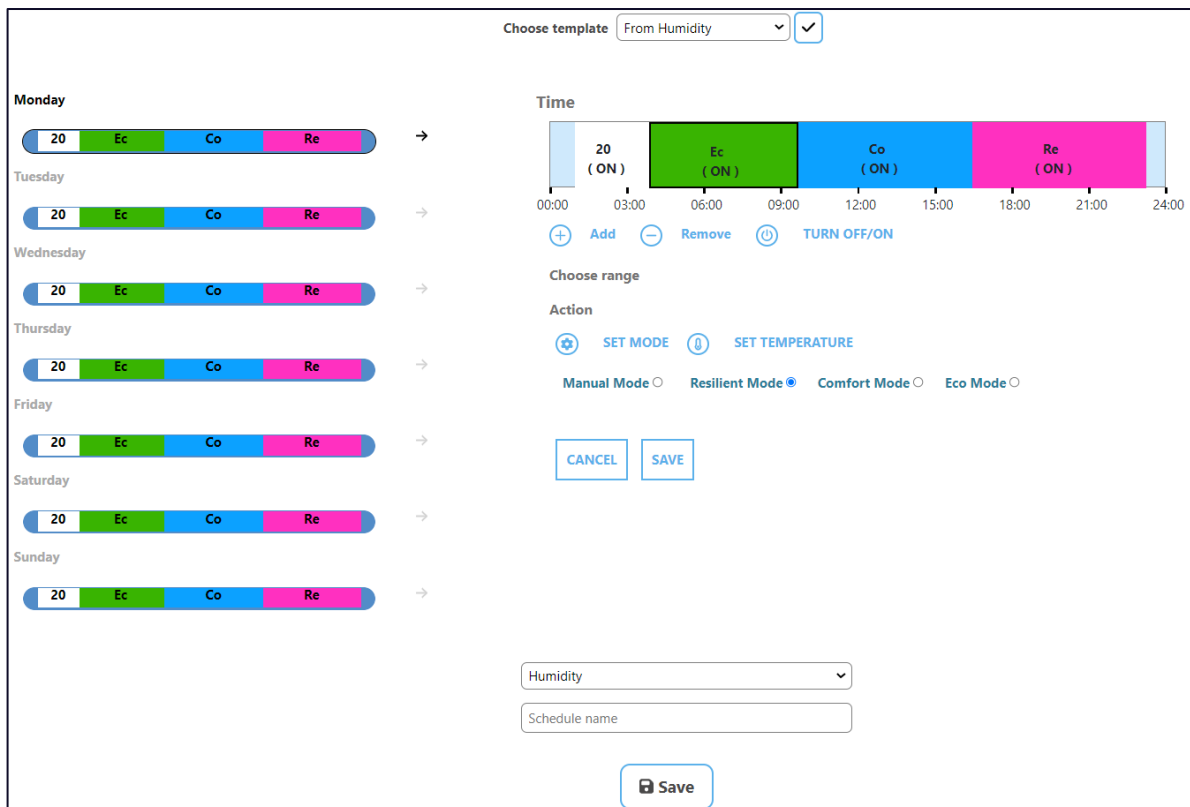 Choose template From Humidity
Monday
20 Ec Co Re
Tuesday
20 Ec Co Re
Wednesday
20 Ec Co Re
Thursday
20 Ec Co Re
Friday
20 Ec Co Re
Saturday
20 Ec Co Re
Sunday
20 Ec Co Re
Time
20 Ec Co Re
( ON ) ( ON ) ( ON ) ( ON )
00:00 03:00 06:00 09:00 12:00 15:00 18:00 21:00 24:00
Add Remove TURN OFF/ON
Choose range
Action
SET MODE SET TEMPERATURE
Manual Mode Resilient Mode Comfort Mode Eco Mode
CANCEL SAVE
Humidity
Schedule name
Save